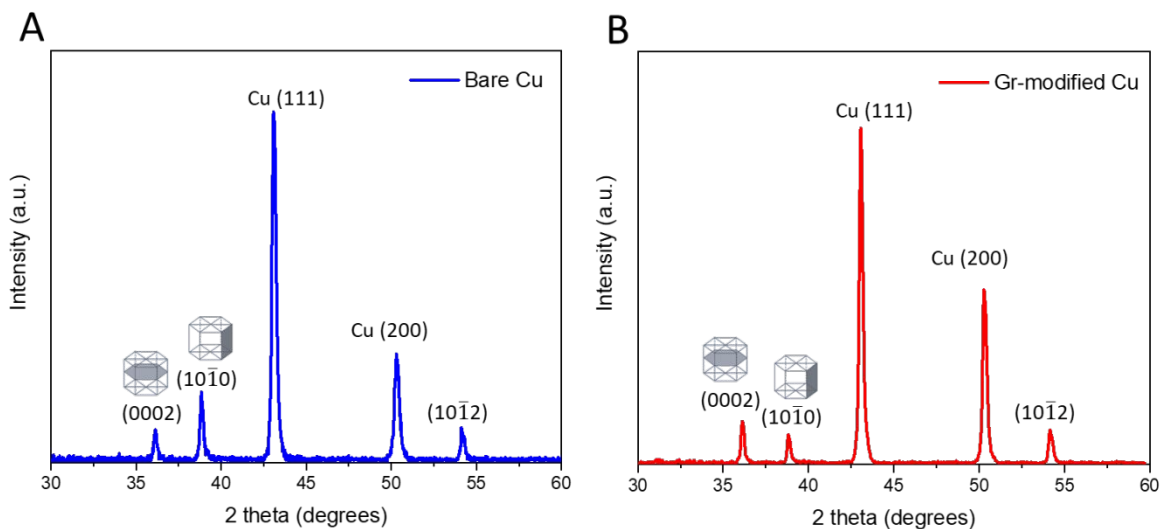 A
Bare Cu
Cu (111)
Cu (200)
(101̅0)
(0002)
(101̅2)
Intensity (a.u.)
30 35 40 45 50 55 60
2 theta (degrees)
B
Gr-modified Cu
Cu (111)
Cu (200)
(0002)
(101̅0)
(101̅2)
Intensity (a.u.)
30 35 40 45 50 55 60
2 theta (degrees)